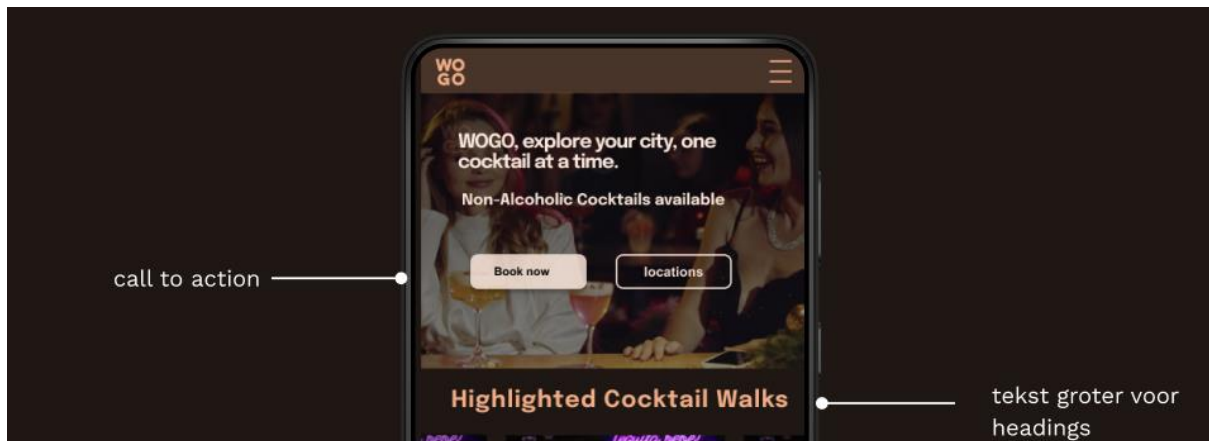 WO
GO
WOGO, explore your city, one
cocktail at a time.
Non-Alcoholic Cocktails available
call to action
Book now
locations
Highlighted Cocktail Walks
tekst groter voor
headings